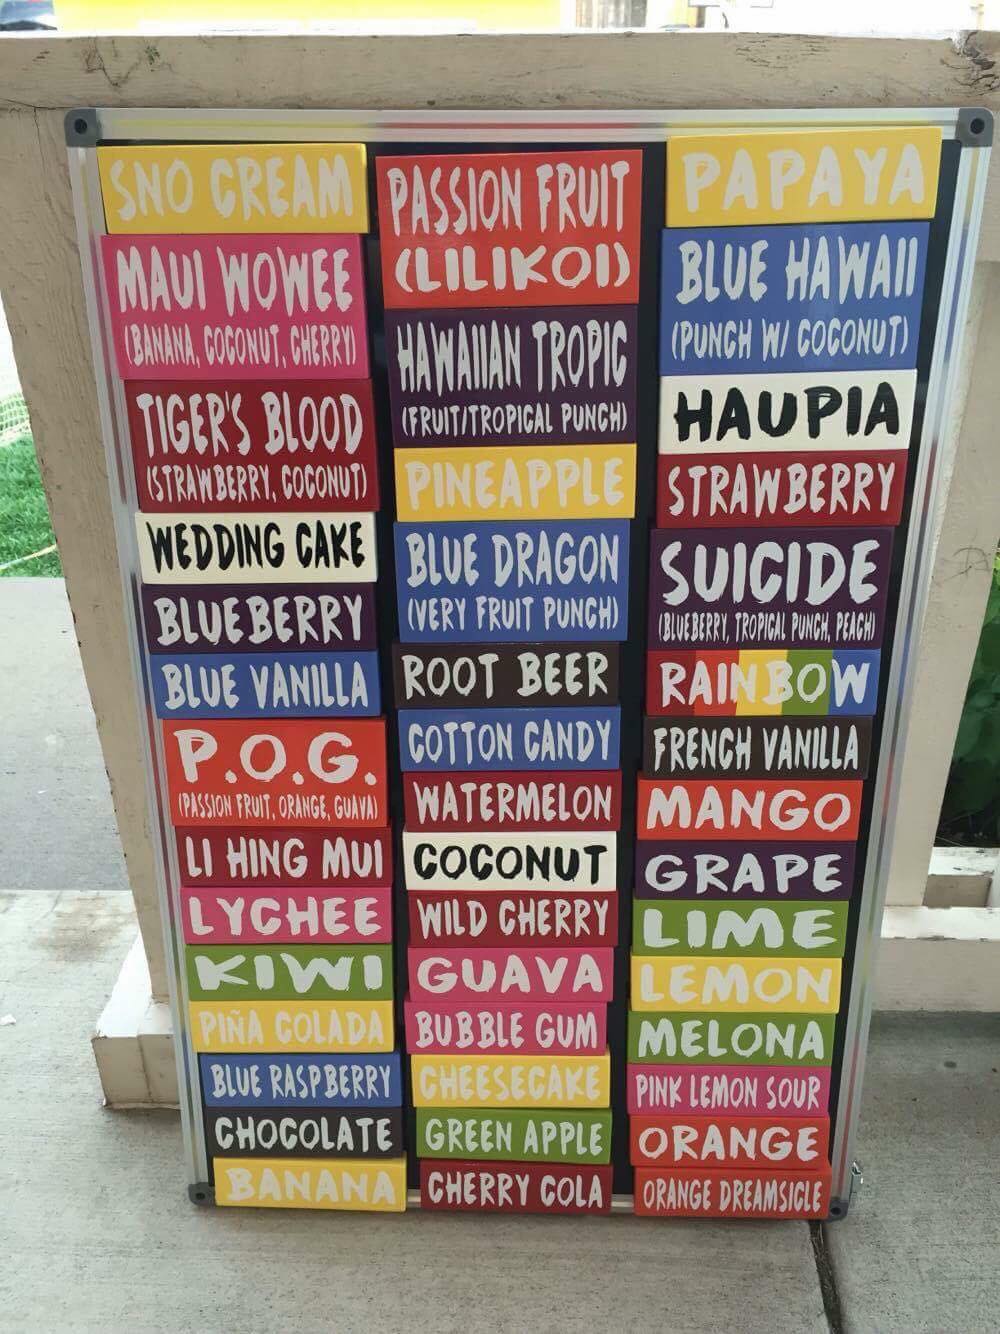 SNO CREAM
MAUI WOWEE
(BANANA, COCONUT, CHERRY)
TIGER'S BLOOD
(STRAWBERRY, COCONUT)
WEDDING CAKE
BLUEBERRY
BLUE VANILLA
P.O.G.
(PASSION FRUIT, ORANGE, GUAVA)
LI HING MUI
LYCHEE
KIWI
PIÑA COLADA
BLUE RASPBERRY
CHOCOLATE
BANANA
PASSION FRUIT
(LILIKOI)
HAWAIIAN TROPIC
(FRUIT/TROPICAL PUNCH)
PINEAPPLE
BLUE DRAGON
(VERY FRUIT PUNCH)
ROOT BEER
COTTON CANDY
WATERMELON
COCONUT
WILD CHERRY
GUAVA
BUBBLE GUM
CHEESECAKE
GREEN APPLE
CHERRY COLA
PAPAYA
BLUE HAWAII
(PUNCH W/ COCONUT)
HAUPIA
STRAWBERRY
SUICIDE
(BLUEBERRY, TROPICAL PUNCH, PEACH)
RAINBOW
FRENCH VANILLA
MANGO
GRAPE
LIME
LEMON
MELONA
PINK LEMON SOUR
ORANGE
ORANGE DREAMSICLE